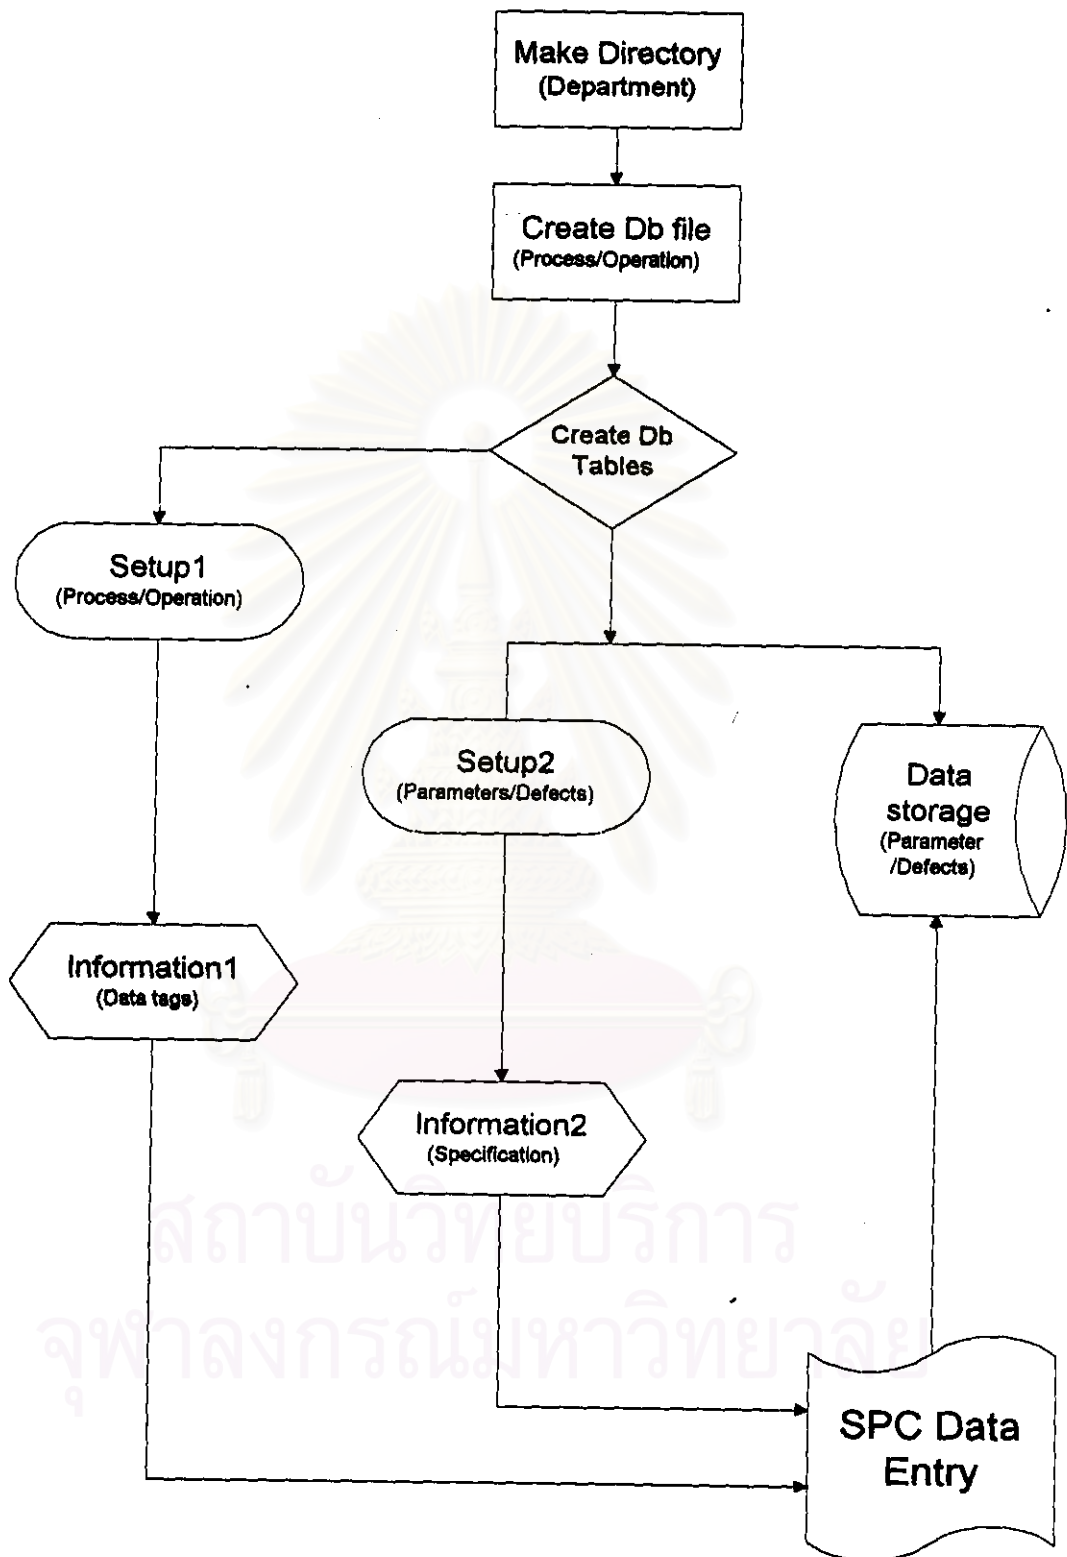 Make Directory
(Department)
Create Db file
(Process/Operation)
Create Db
Tables
Setup1
(Process/Operation)
Setup2
(Parameters/Defects)
Data
storage
(Parameter
/Defects)
Information1
(Data tags)
Information2
(Specification)
สถาบันวิทยบริการ
จุฬาลงกรณ์มหาวิทยาลัย
SPC Data
Entry